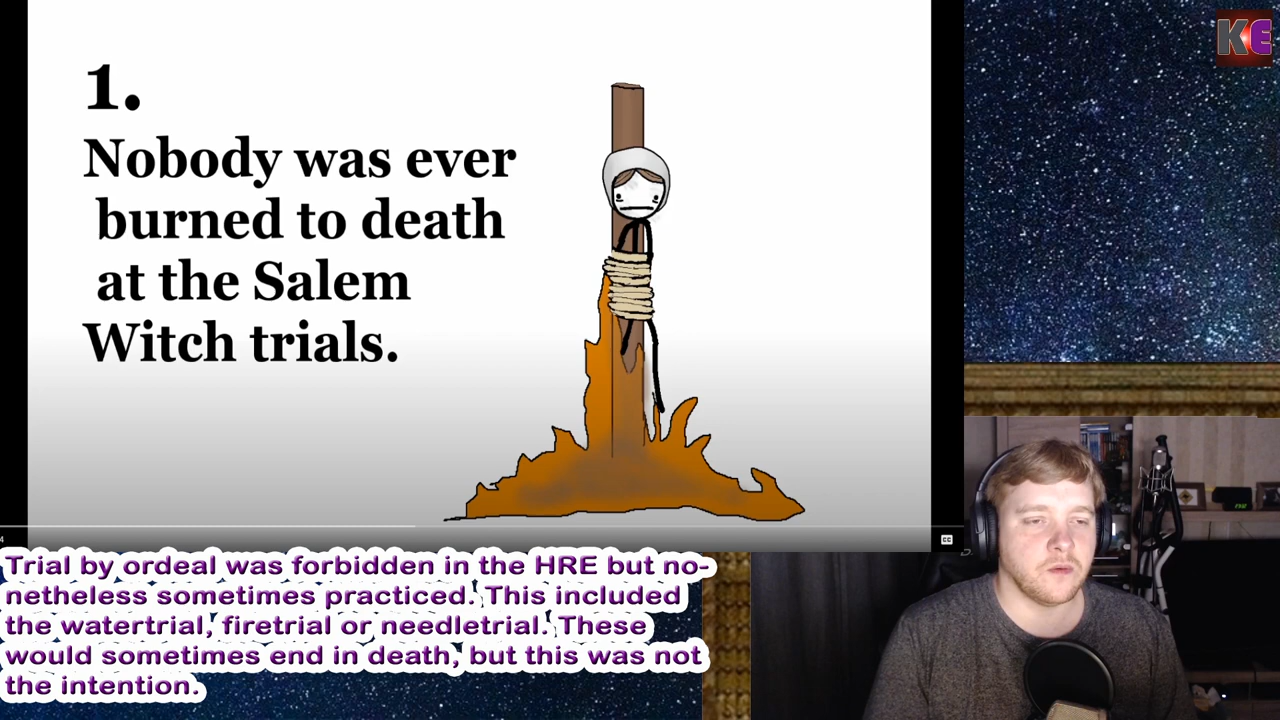 KE
1.
Nobody was ever
burned to death
at the Salem
Witch trials.
4
CC
Trial by ordeal was forbidden in the HRE but no-
netheless sometimes practiced. This included
the watertrial, firetrial or needletrial. These
would sometimes end in death, but this was not
the intention.